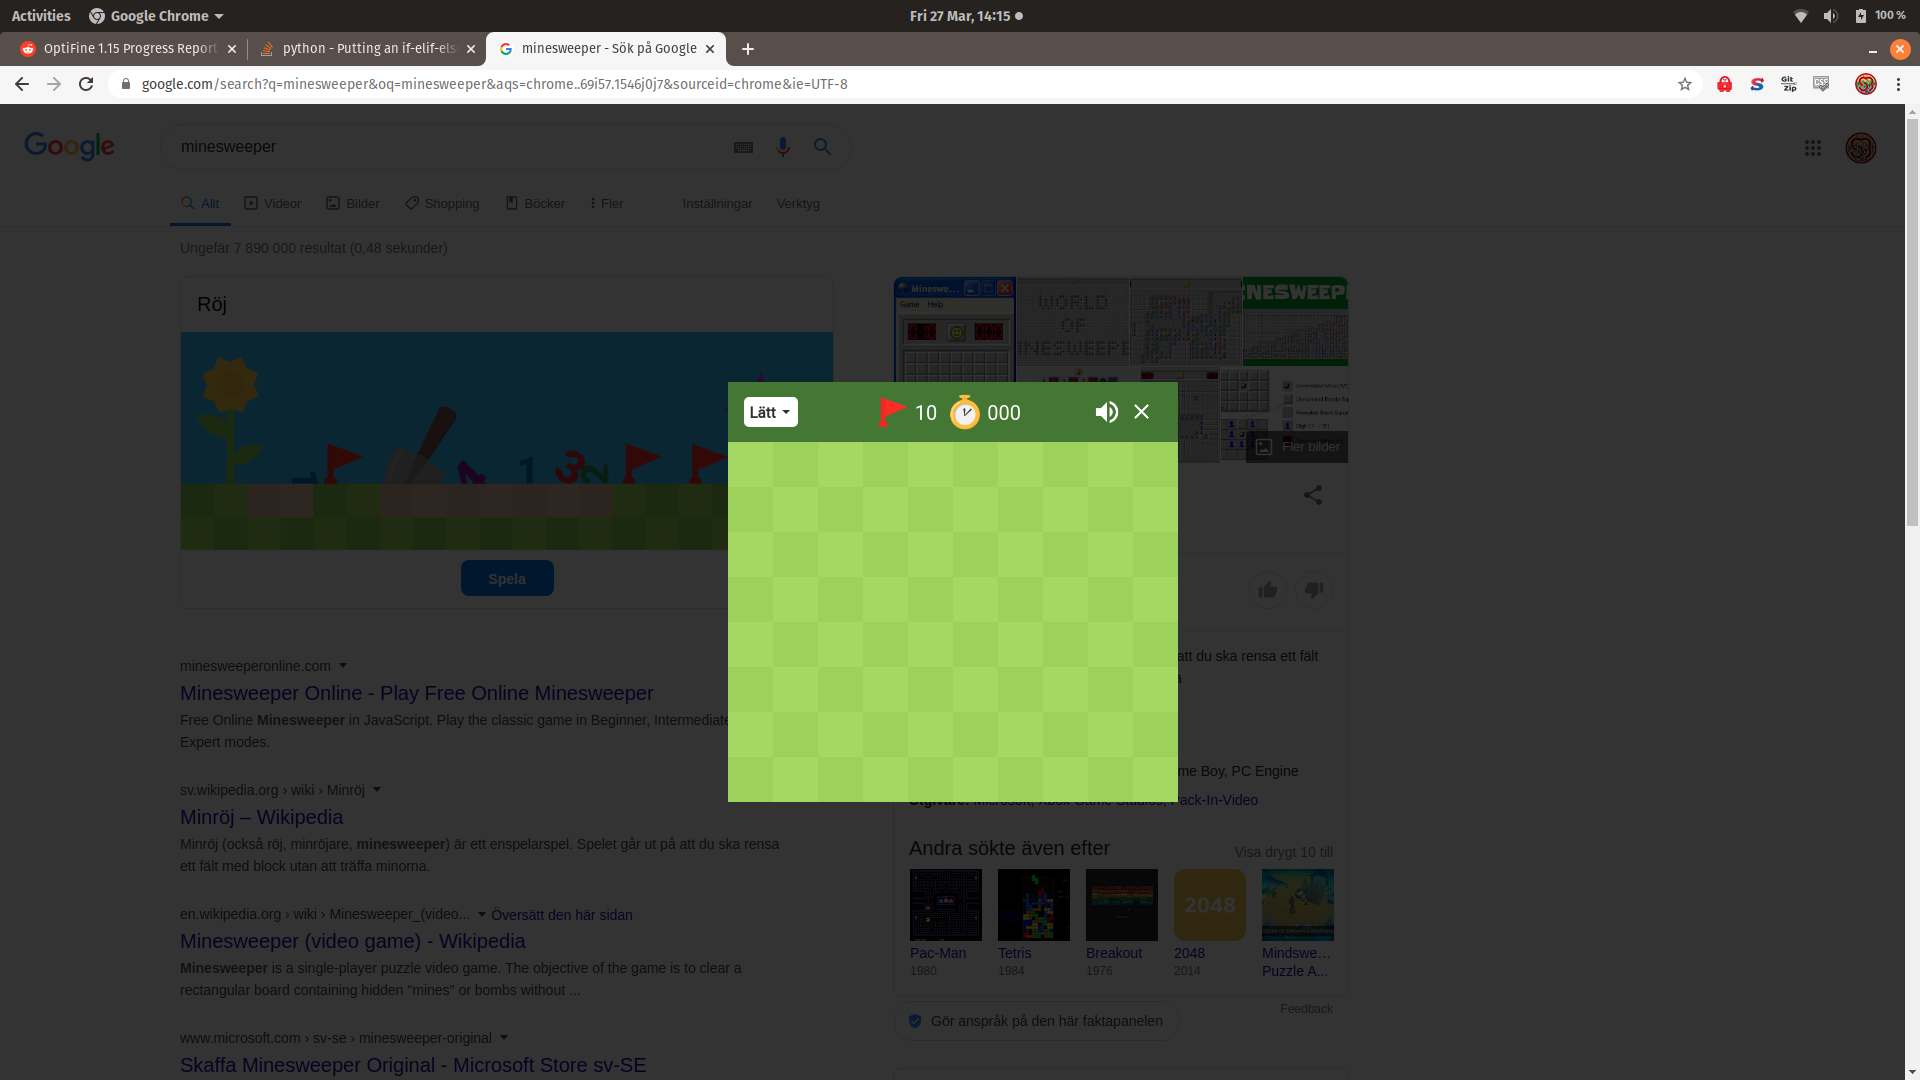 Activities
Google Chrome
Fri 27 Mar, 14:15
100 %
OptiFine 1.15 Progress Report
python - Putting an if-elif-els
minesweeper - Sök på Google
google.com/search?q=minesweeper&oq=minesweeper&aqs=chrome..69i57.1546j0j7&sourceid=chrome&ie=UTF-8
Git Zip
Google
minesweeper
Allt
Videor
Bilder
Shopping
Böcker
Fler
Inställningar
Verktyg
Ungefär 7 890 000 resultat (0,48 sekunder)
Röj
Spela
Lätt
10
000
Mineswe...
Game Help
WORLD
OF
INESWEEPE
INESWEEP
Fler bilder
att du ska rensa ett fält
a
me Boy, PC Engine
Utgivare: Microsoft, Xbox Game Studios, Pack-In-Video
minesweeperonline.com
Minesweeper Online - Play Free Online Minesweeper
Free Online Minesweeper in JavaScript. Play the classic game in Beginner, Intermediate
Expert modes.
sv.wikipedia.org › wiki › Minröj
Minröj – Wikipedia
Minröj (också röj, minröjare, minesweeper) är ett enspelarspel. Spelet går ut på att du ska rensa
ett fält med block utan att träffa minorna.
en.wikipedia.org › wiki › Minesweeper_(video...
Översätt den här sidan
Minesweeper (video game) - Wikipedia
Minesweeper is a single-player puzzle video game. The objective of the game is to clear a
rectangular board containing hidden "mines" or bombs without ...
www.microsoft.com › sv-se › minesweeper-original
Skaffa Minesweeper Original - Microsoft Store sv-SE
Andra sökte även efter
Visa drygt 10 till
2048
Pac-Man
1980
Tetris
1984
Breakout
1976
2048
2014
Mindswe...
Puzzle A...
Feedback
Gör anspråk på den här faktapanelen